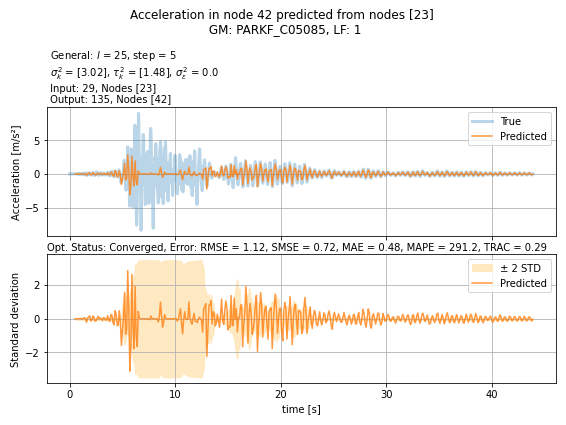 Acceleration in node 42 predicted from nodes [23]
GM: PARKF_C05085, LF: 1
General: l = 25, step = 5
σ²ₖ = [3.02], τ²ₖ = [1.48], σ²ε = 0.0
Input: 29, Nodes [23]
Output: 135, Nodes [42]
True
Predicted
Acceleration [m/s²]
5
0
−5
Opt. Status: Converged, Error: RMSE = 1.12, SMSE = 0.72, MAE = 0.48, MAPE = 291.2, TRAC = 0.29
± 2 STD
Predicted
Standard deviation
2
0
−2
0 10 20 30 40
time [s]